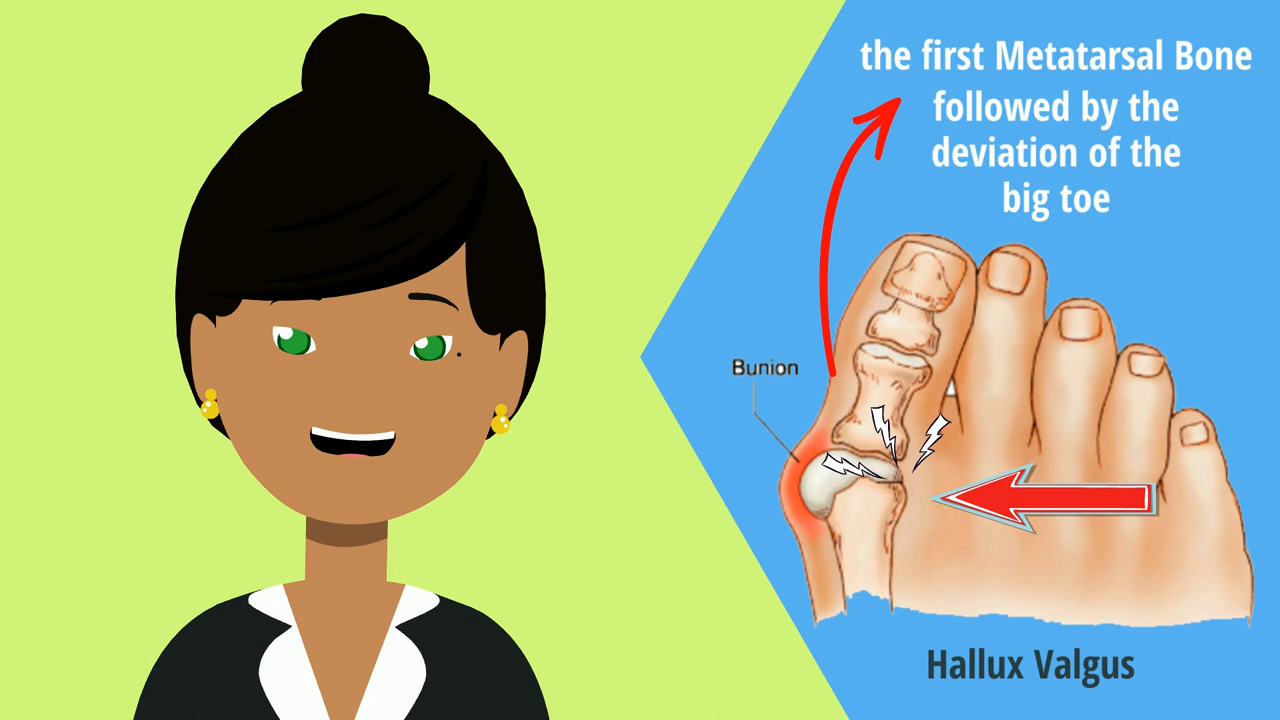 the first Metatarsal Bone
followed by the
deviation of the
big toe
Bunion
Hallux Valgus